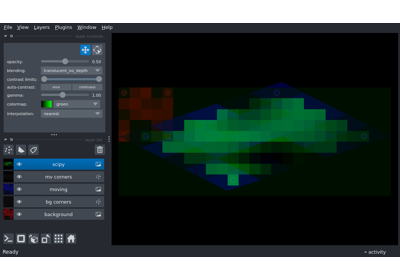 File View Layers Plugins Window Help
opacity: 0.50
blending: translucent_no_depth
contrast limits:
auto-contrast: once continuous
gamma: 1.00
colormap: green
interpolation: nearest
scipy
mv corners
moving
bg corners
background
Ready activity